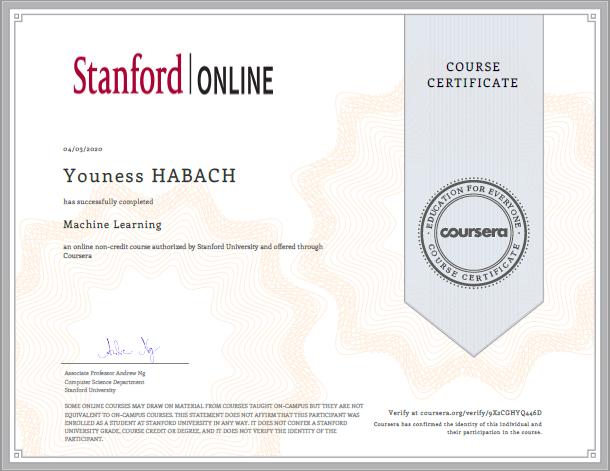 Stanford | ONLINE
COURSE
CERTIFICATE
04/05/2020
Youness HABACH
has successfully completed
Machine Learning
an online non-credit course authorized by Stanford University and offered through
Coursera
EDUCATION FOR EVERYONE
coursera
COURSE CERTIFICATE
Associate Professor Andrew Ng
Computer Science Department
Stanford University
SOME ONLINE COURSES MAY DRAW ON MATERIAL FROM COURSES TAUGHT ON-CAMPUS BUT THEY ARE NOT
EQUIVALENT TO ON-CAMPUS COURSES. THIS STATEMENT DOES NOT AFFIRM THAT THIS PARTICIPANT WAS
ENROLLED AS A STUDENT AT STANFORD UNIVERSITY IN ANY WAY. IT DOES NOT CONFER A STANFORD
UNIVERSITY GRADE, COURSE CREDIT OR DEGREE, AND IT DOES NOT VERIFY THE IDENTITY OF THE
PARTICIPANT.
Verify at coursera.org/verify/9X2CGHYQ446D
Coursera has confirmed the identity of this individual and
their participation in the course.